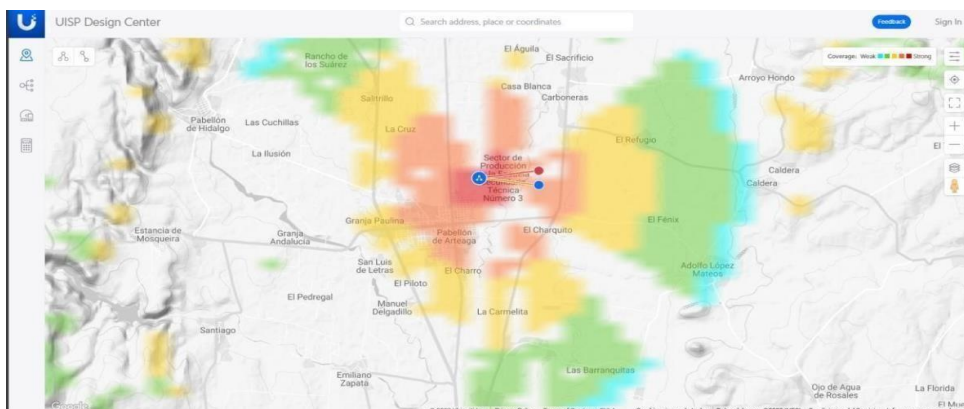 UISP Design Center
Search address, place or coordinates
Feedback
Sign In
Coverage: Weak Strong
Rancho de
los Suárez
El Águila
El Sacrificio
Arroyo Hondo
Casa Blanca
Carboneras
Salitrillo
Pabellón
de Hidalgo
Las Cuchillas
La Cruz
El Refugio
El
La Ilusión
Sector de
Producción
Técnica
Número 3
Caldera
Caldera
Estancia de
Mosqueira
Granja Paulina
Granja
Andalucía
Pabellón
de Arteaga
El Charquito
El Fénix
San Luis
de Letras
El Charro
Adolfo López
Mateos
El Piloto
El Pedregal
Manuel
Delgadillo
La Carmelita
Santiago
Emiliano
Zapata
Las Barranquitas
Ojo de Agua
de Rosales
La Florida
Google